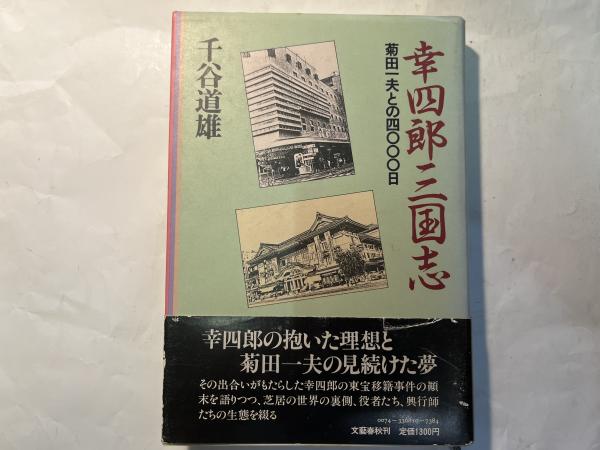 幸四郎三国志
菊田一夫との四〇〇〇日
千谷道雄
幸四郎の抱いた理想と
菊田一夫の見続けた夢
その出合いがもたらした幸四郎の東宝移籍事件の顚
末を語りつつ、芝居の世界の裏側、役者たち、興行師
たちの生態を綴る
文藝春秋刊 定価1300円